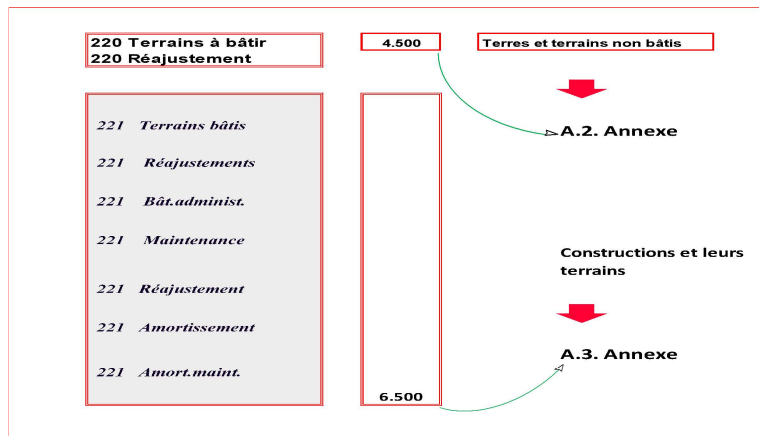 220 Terrains à bâtir
220 Réajustement
4.500
Terres et terrains non bâtis
A.2. Annexe
221 Terrains bâtis
221 Réajustements
221 Bât.administ.
221 Maintenance
221 Réajustement
221 Amortissement
221 Amort.maint.
6.500
Constructions et leurs
terrains
A.3. Annexe